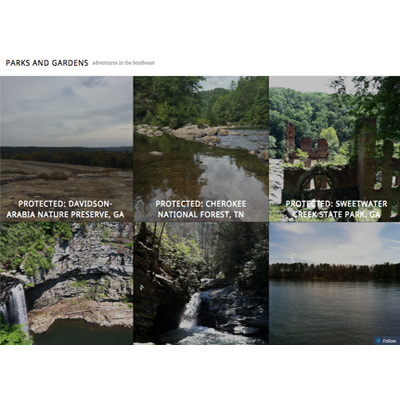 PARKS AND GARDENS adventures in the Southeast
PROTECTED: DAVIDSON-
ARABIA NATURE PRESERVE, GA
PROTECTED: CHEROKEE
NATIONAL FOREST, TN
PROTECTED: SWEETWATER
CREEK STATE PARK, GA
Follow